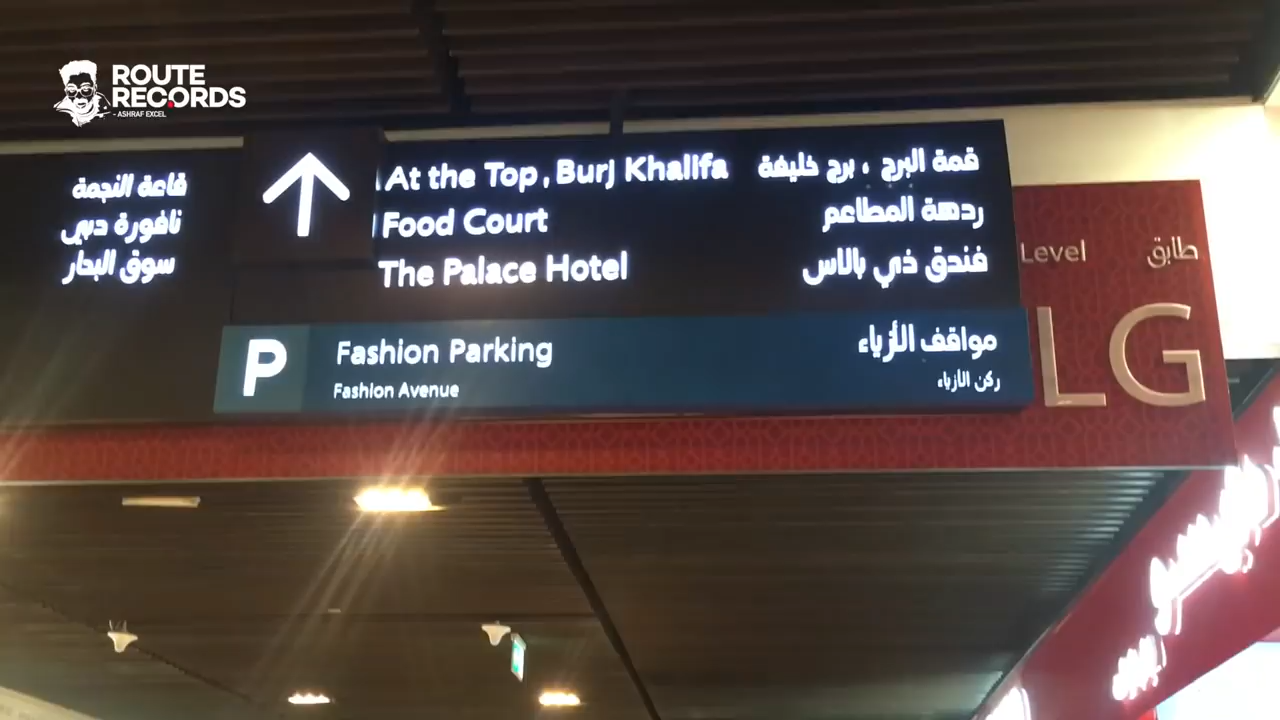 ROUTE
RECORDS
- ASHRAF EXCEL
قاعة النجمة
نافورة دبي
سوق البحار
At the Top, Burj Khalifa قمة البرج ، برج خليفة
Food Court ردهة المطاعم
The Palace Hotel فندق ذي بالاس
P Fashion Parking مواقف الأزياء
Fashion Avenue ركن الأزياء
Level طابق
LG